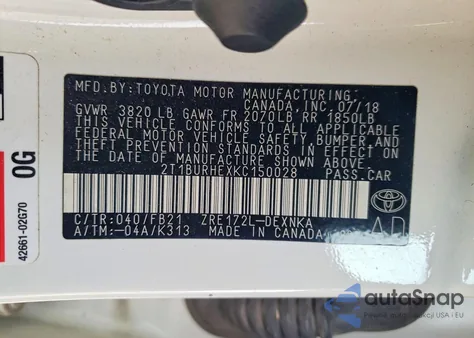 MFD.BY:TOYOTA MOTOR MANUFACTURING.
CANADA,INC.07/18
GVWR 3820 LB GAWR FR 2070LB RR 1850LB
THIS VEHICLE CONFORMS TO ALL APPLICABLE
FEDERAL MOTOR VEHICLE SAFETY, BUMPER,AND
THEFT PREVENTION STANDARDS IN EFFECT
ON THE DATE OF MANUFACTURE SHOWN ABOVE.
2T1BURHEXKC150028 PASS.CAR
C/TR:040/FB21 ZRE172L-DEXNKA
A/TM:-04A/K313 MADE IN CANADA
AD
0G
42661-02G70
autoSnap